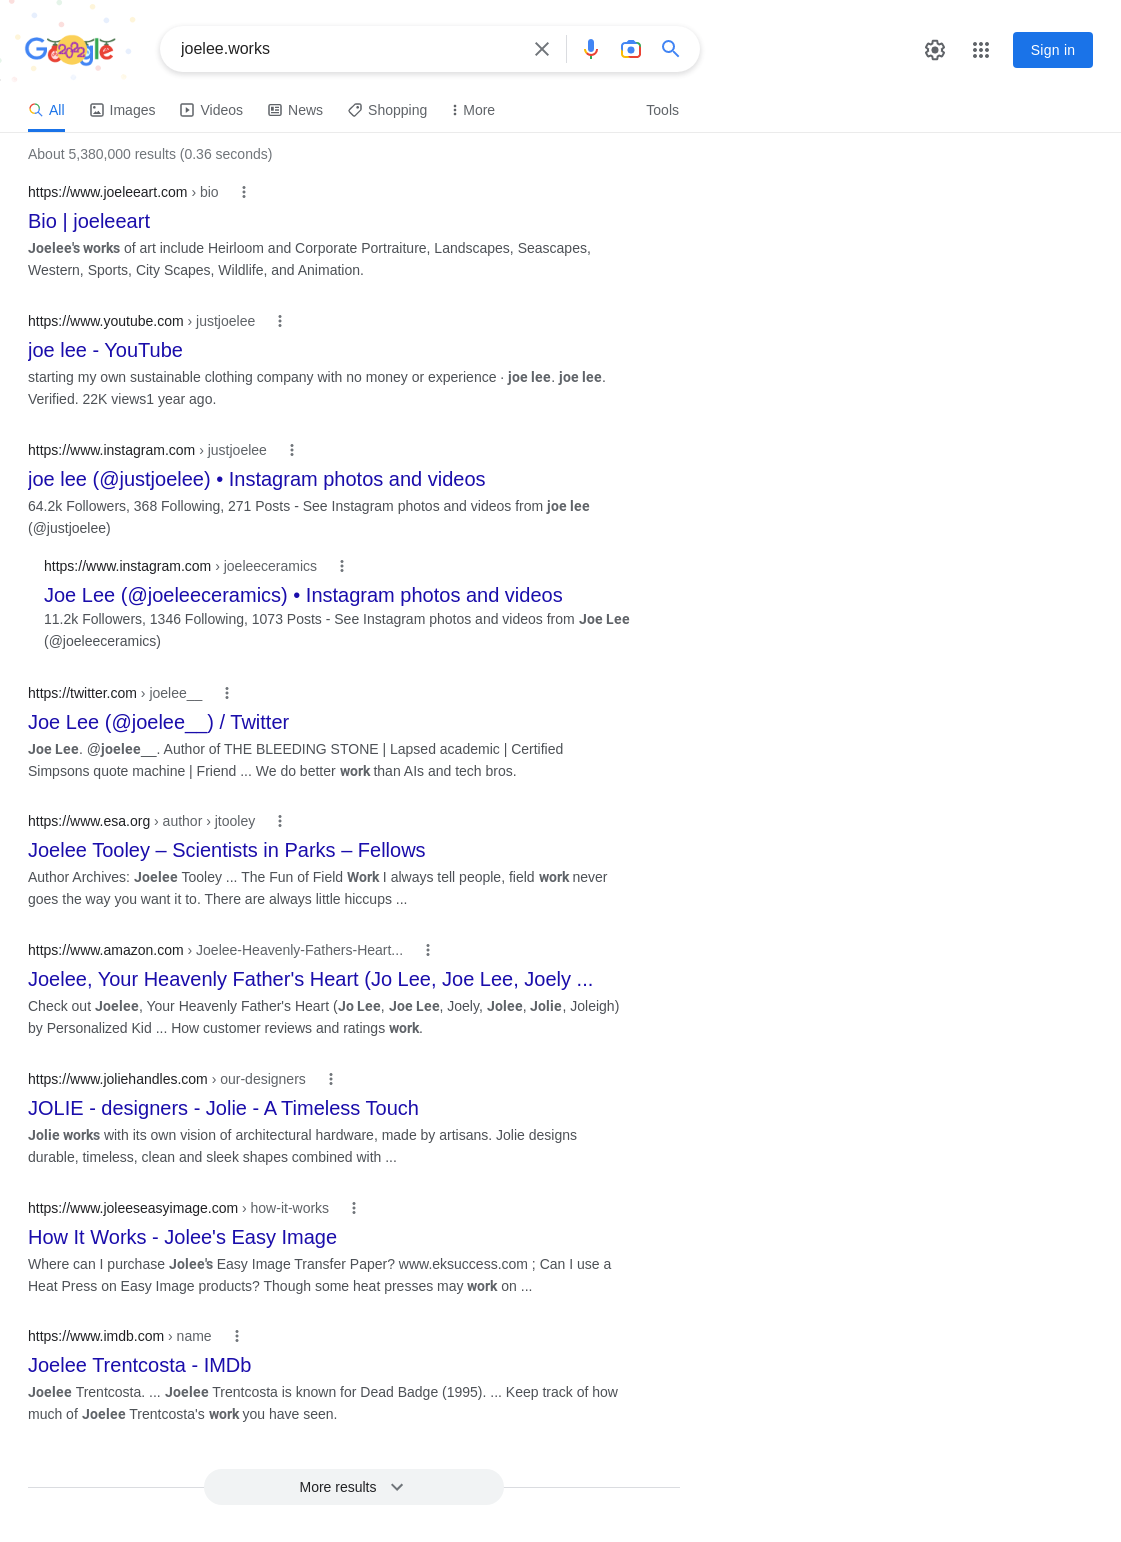 Google
joelee.works
Sign in
All
Images
Videos
News
Shopping
More
Tools
About 5,380,000 results (0.36 seconds)
https://www.joeleeart.com › bio
Bio | joeleeart
Joelee's works of art include Heirloom and Corporate Portraiture, Landscapes, Seascapes,
Western, Sports, City Scapes, Wildlife, and Animation.
https://www.youtube.com › justjoelee
joe lee - YouTube
starting my own sustainable clothing company with no money or experience · joe lee. joe lee.
Verified. 22K views1 year ago.
https://www.instagram.com › justjoelee
joe lee (@justjoelee) • Instagram photos and videos
64.2k Followers, 368 Following, 271 Posts - See Instagram photos and videos from joe lee
(@justjoelee)
https://www.instagram.com › joeleeceramics
Joe Lee (@joeleeceramics) • Instagram photos and videos
11.2k Followers, 1346 Following, 1073 Posts - See Instagram photos and videos from Joe Lee
(@joeleeceramics)
https://twitter.com › joelee__
Joe Lee (@joelee__) / Twitter
Joe Lee. @joelee__. Author of THE BLEEDING STONE | Lapsed academic | Certified
Simpsons quote machine | Friend ... We do better work than AIs and tech bros.
https://www.esa.org › author › jtooley
Joelee Tooley – Scientists in Parks – Fellows
Author Archives: Joelee Tooley ... The Fun of Field Work I always tell people, field work never
goes the way you want it to. There are always little hiccups ...
https://www.amazon.com › Joelee-Heavenly-Fathers-Heart...
Joelee, Your Heavenly Father's Heart (Jo Lee, Joe Lee, Joely ...
Check out Joelee, Your Heavenly Father's Heart (Jo Lee, Joe Lee, Joely, Jolee, Jolie, Joleigh)
by Personalized Kid ... How customer reviews and ratings work.
https://www.joliehandles.com › our-designers
JOLIE - designers - Jolie - A Timeless Touch
Jolie works with its own vision of architectural hardware, made by artisans. Jolie designs
durable, timeless, clean and sleek shapes combined with ...
https://www.joleeseasyimage.com › how-it-works
How It Works - Jolee's Easy Image
Where can I purchase Jolee's Easy Image Transfer Paper? www.eksuccess.com ; Can I use a
Heat Press on Easy Image products? Though some heat presses may work on ...
https://www.imdb.com › name
Joelee Trentcosta - IMDb
Joelee Trentcosta. ... Joelee Trentcosta is known for Dead Badge (1995). ... Keep track of how
much of Joelee Trentcosta's work you have seen.
More results